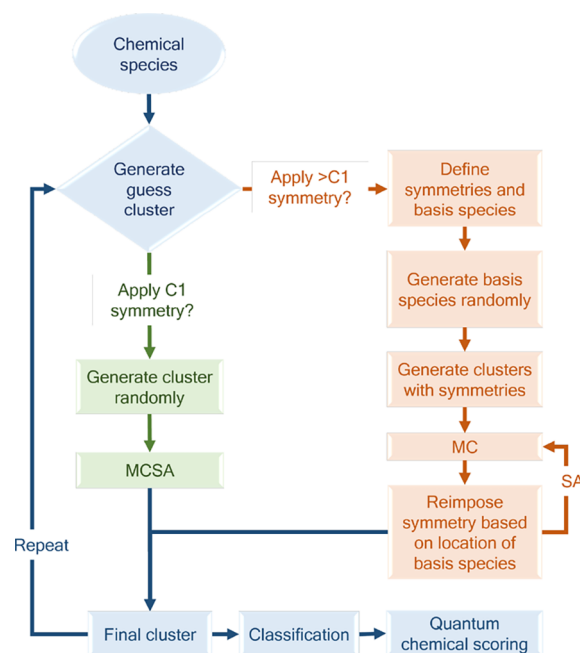 Chemical
species
Generate
guess
cluster
Apply >C1
symmetry?
Define
symmetries and
basis species
Apply C1
symmetry?
Generate basis
species randomly
Generate cluster
randomly
Generate clusters
with symmetries
MCSA
MC
SA
Reimpose
symmetry based
on location of
basis species
Repeat
Final cluster
Classification
Quantum
chemical scoring